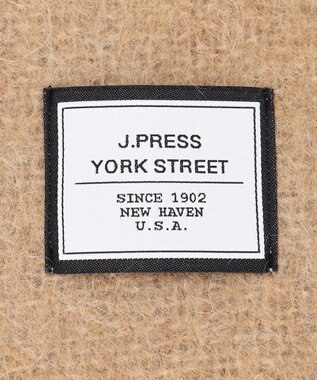 J.PRESS
YORK STREET
SINCE 1902
NEW HAVEN
U.S.A.